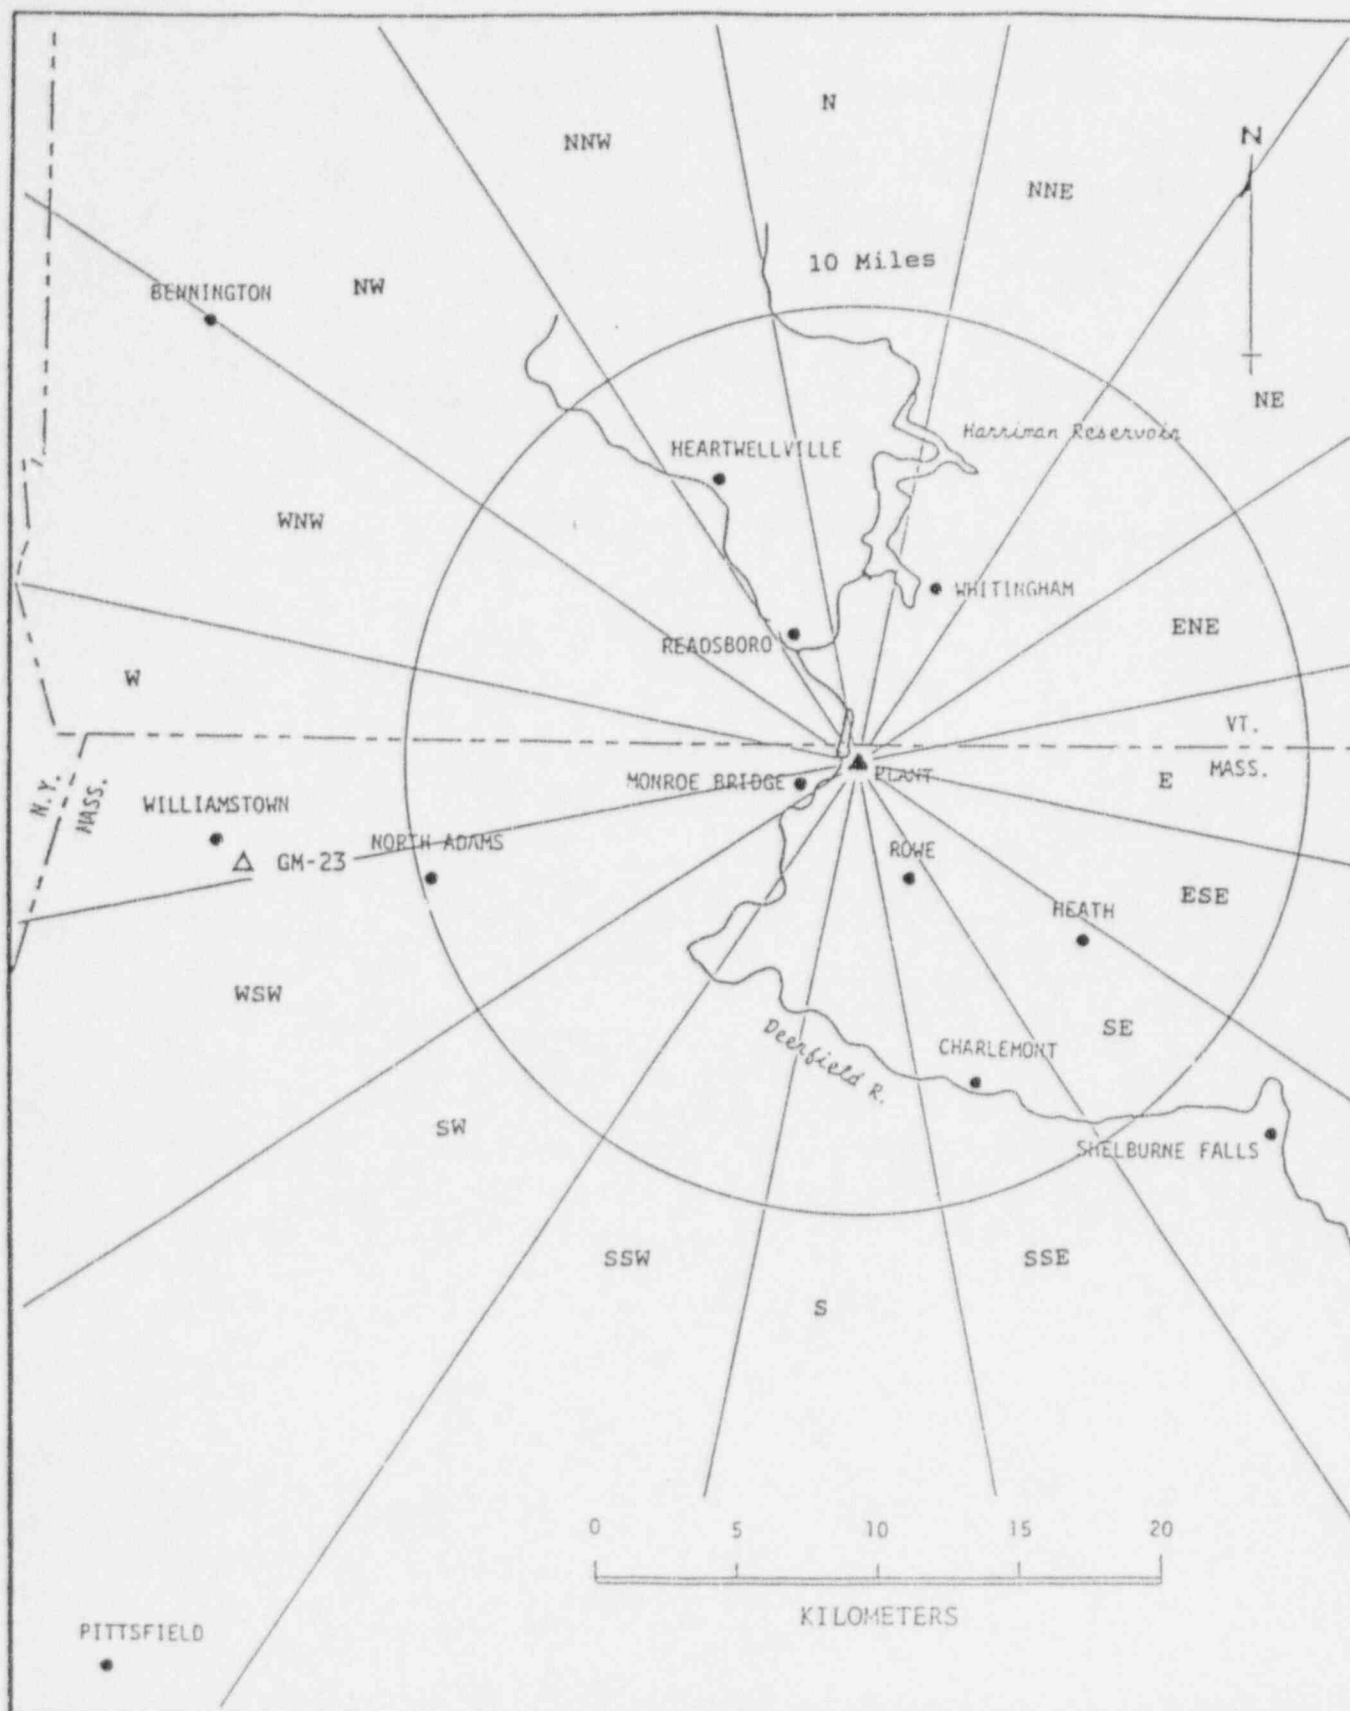 N
NNW
N
NNE
10 Miles
BENNINGTON
NW
NE
Harriman Reservoir
HEARTWELLVILLE
WNW
WHITINGHAM
ENE
READSBORO
W
VT.
MASS.
E
PLANT
MONROE BRIDGE
N.Y.
MASS.
WILLIAMSTOWN
NORTH ADAMS
ROWE
GM-23
ESE
HEATH
WSW
SE
CHARLEMONT
Deerfield R.
SW
SHELBURNE FALLS
SSW
SSE
S
0 5 10 15 20
KILOMETERS
PITTSFIELD